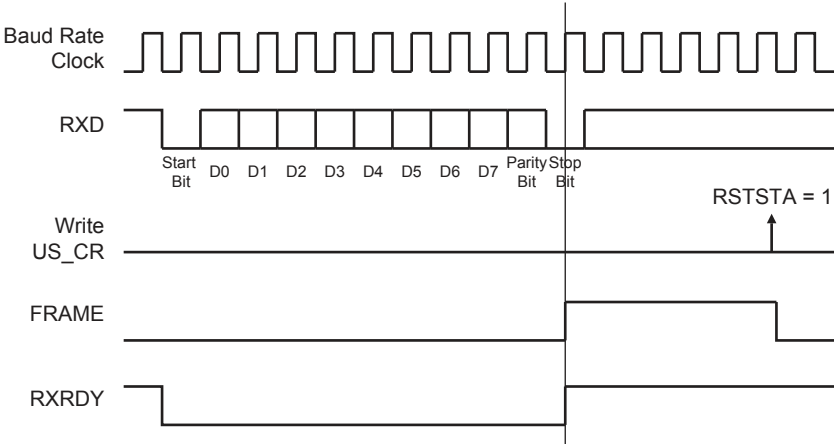 Baud Rate
Clock
RXD
Start
Bit
D0 D1 D2 D3 D4 D5 D6 D7
Parity
Bit
Stop
Bit
RSTSTA = 1
Write
US_CR
FRAME
RXRDY